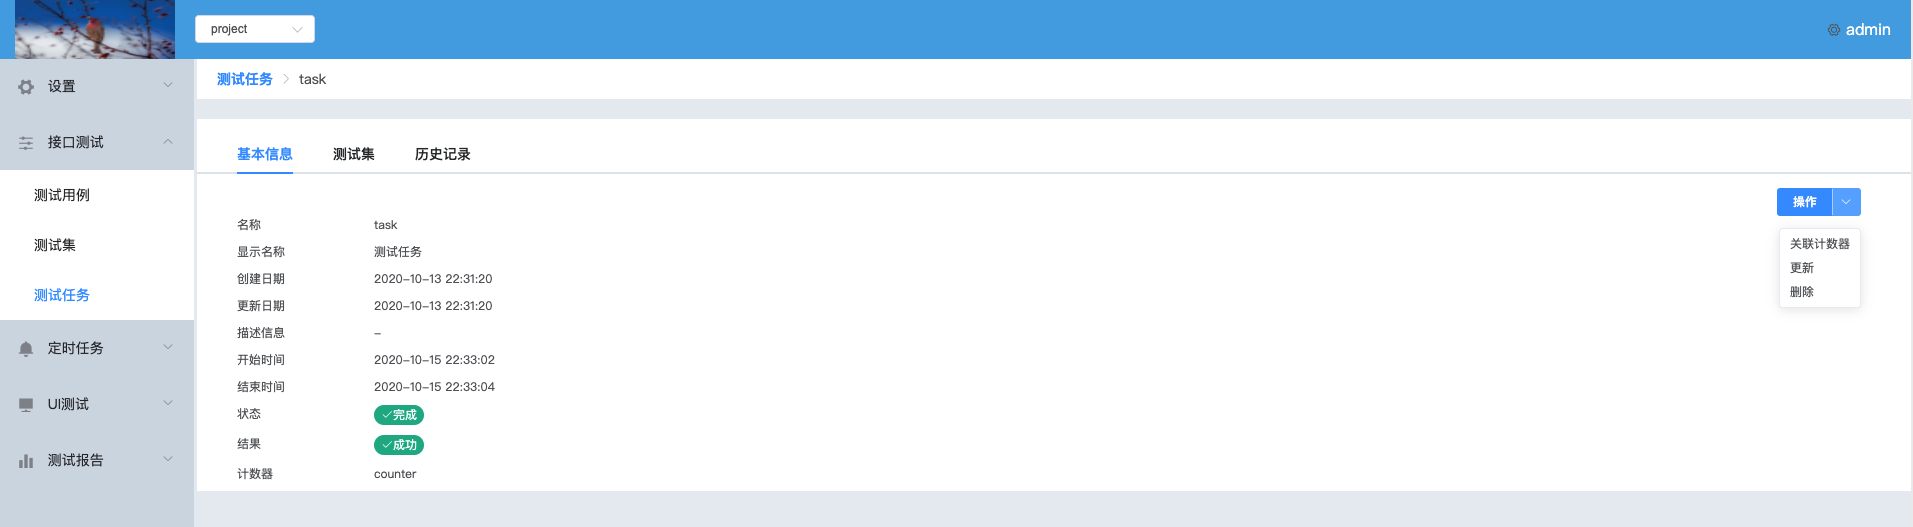 project
admin
设置
接口测试
测试用例
测试集
测试任务
定时任务
UI测试
测试报告
测试任务 > task
基本信息 测试集 历史记录
操作
关联计数器
更新
删除
名称 task
显示名称 测试任务
创建日期 2020-10-13 22:31:20
更新日期 2020-10-13 22:31:20
描述信息 -
开始时间 2020-10-15 22:33:02
结束时间 2020-10-15 22:33:04
状态 ✓完成
结果 ✓成功
计数器 counter